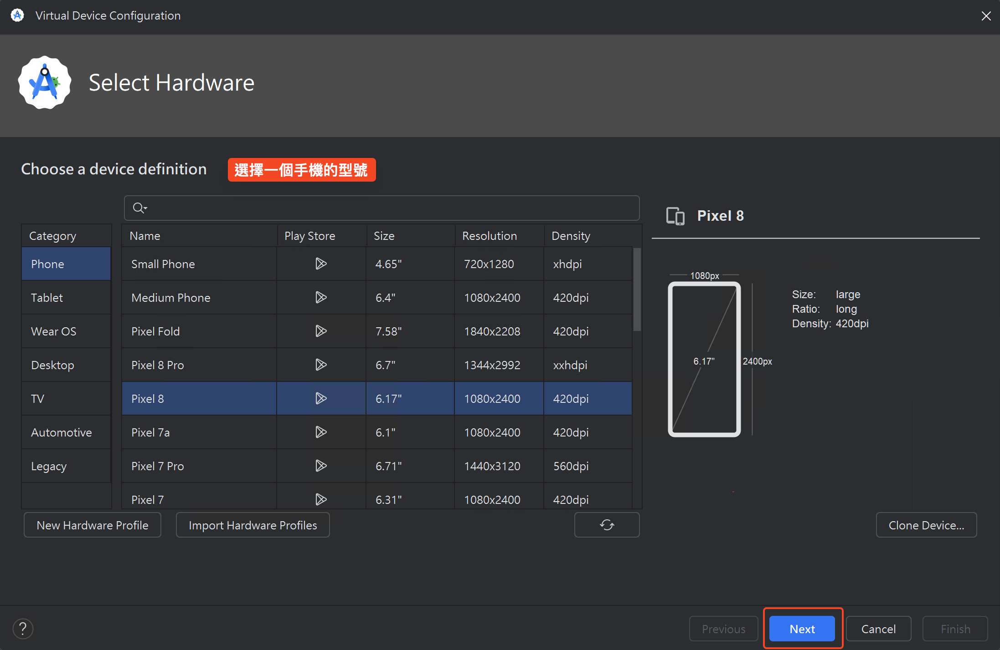 Virtual Device Configuration
Select Hardware
Choose a device definition 選擇一個手機的型號
Category
Phone
Tablet
Wear OS
Desktop
TV
Automotive
Legacy
Name Play Store Size Resolution Density
Small Phone 4.65" 720x1280 xhdpi
Medium Phone 6.4" 1080x2400 420dpi
Pixel Fold 7.58" 1840x2208 420dpi
Pixel 8 Pro 6.7" 1344x2992 xxhdpi
Pixel 8 6.17" 1080x2400 420dpi
Pixel 7a 6.1" 1080x2400 420dpi
Pixel 7 Pro 6.71" 1440x3120 560dpi
Pixel 7 6.31" 1080x2400 420dpi
Pixel 8
1080px
6.17"
2400px
Size: large
Ratio: long
Density: 420dpi
New Hardware Profile Import Hardware Profiles Clone Device...
? Previous Next Cancel Finish